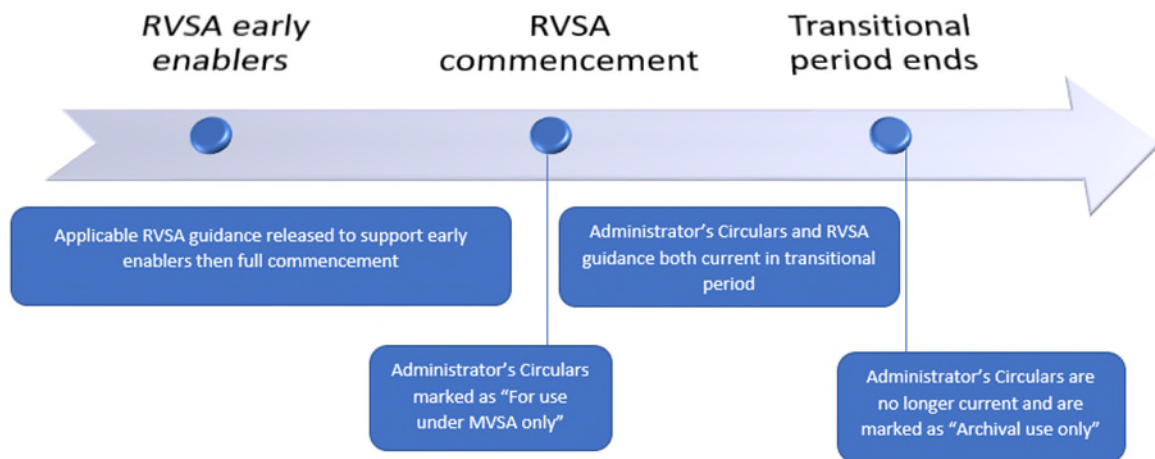 RVSA early
enablers
RVSA
commencement
Transitional
period ends
Applicable RVSA guidance released to support early
enablers then full commencement
Administrator’s Circulars and RVSA
guidance both current in transitional
period
Administrator’s Circulars
marked as “For use
under MVSA only”
Administrator’s Circulars are
no longer current and are
marked as “Archival use only”